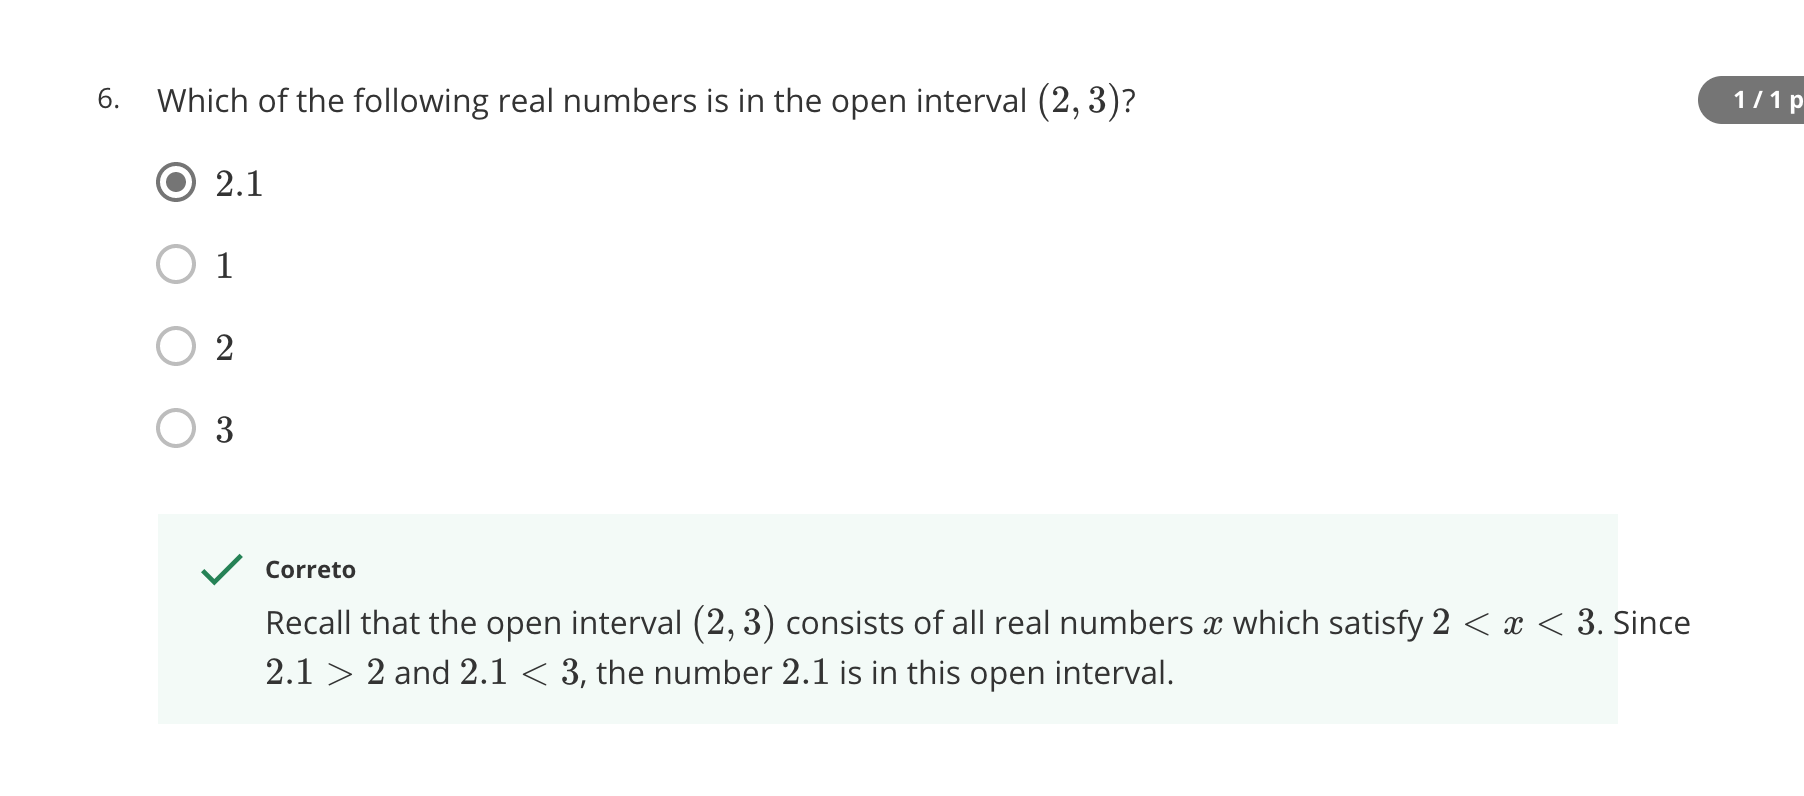 6. Which of the following real numbers is in the open interval (2, 3)?
1 / 1 p
2.1
1
2
3
Correto
Recall that the open interval (2, 3) consists of all real numbers x which satisfy 2 < x < 3. Since
2.1 > 2 and 2.1 < 3, the number 2.1 is in this open interval.